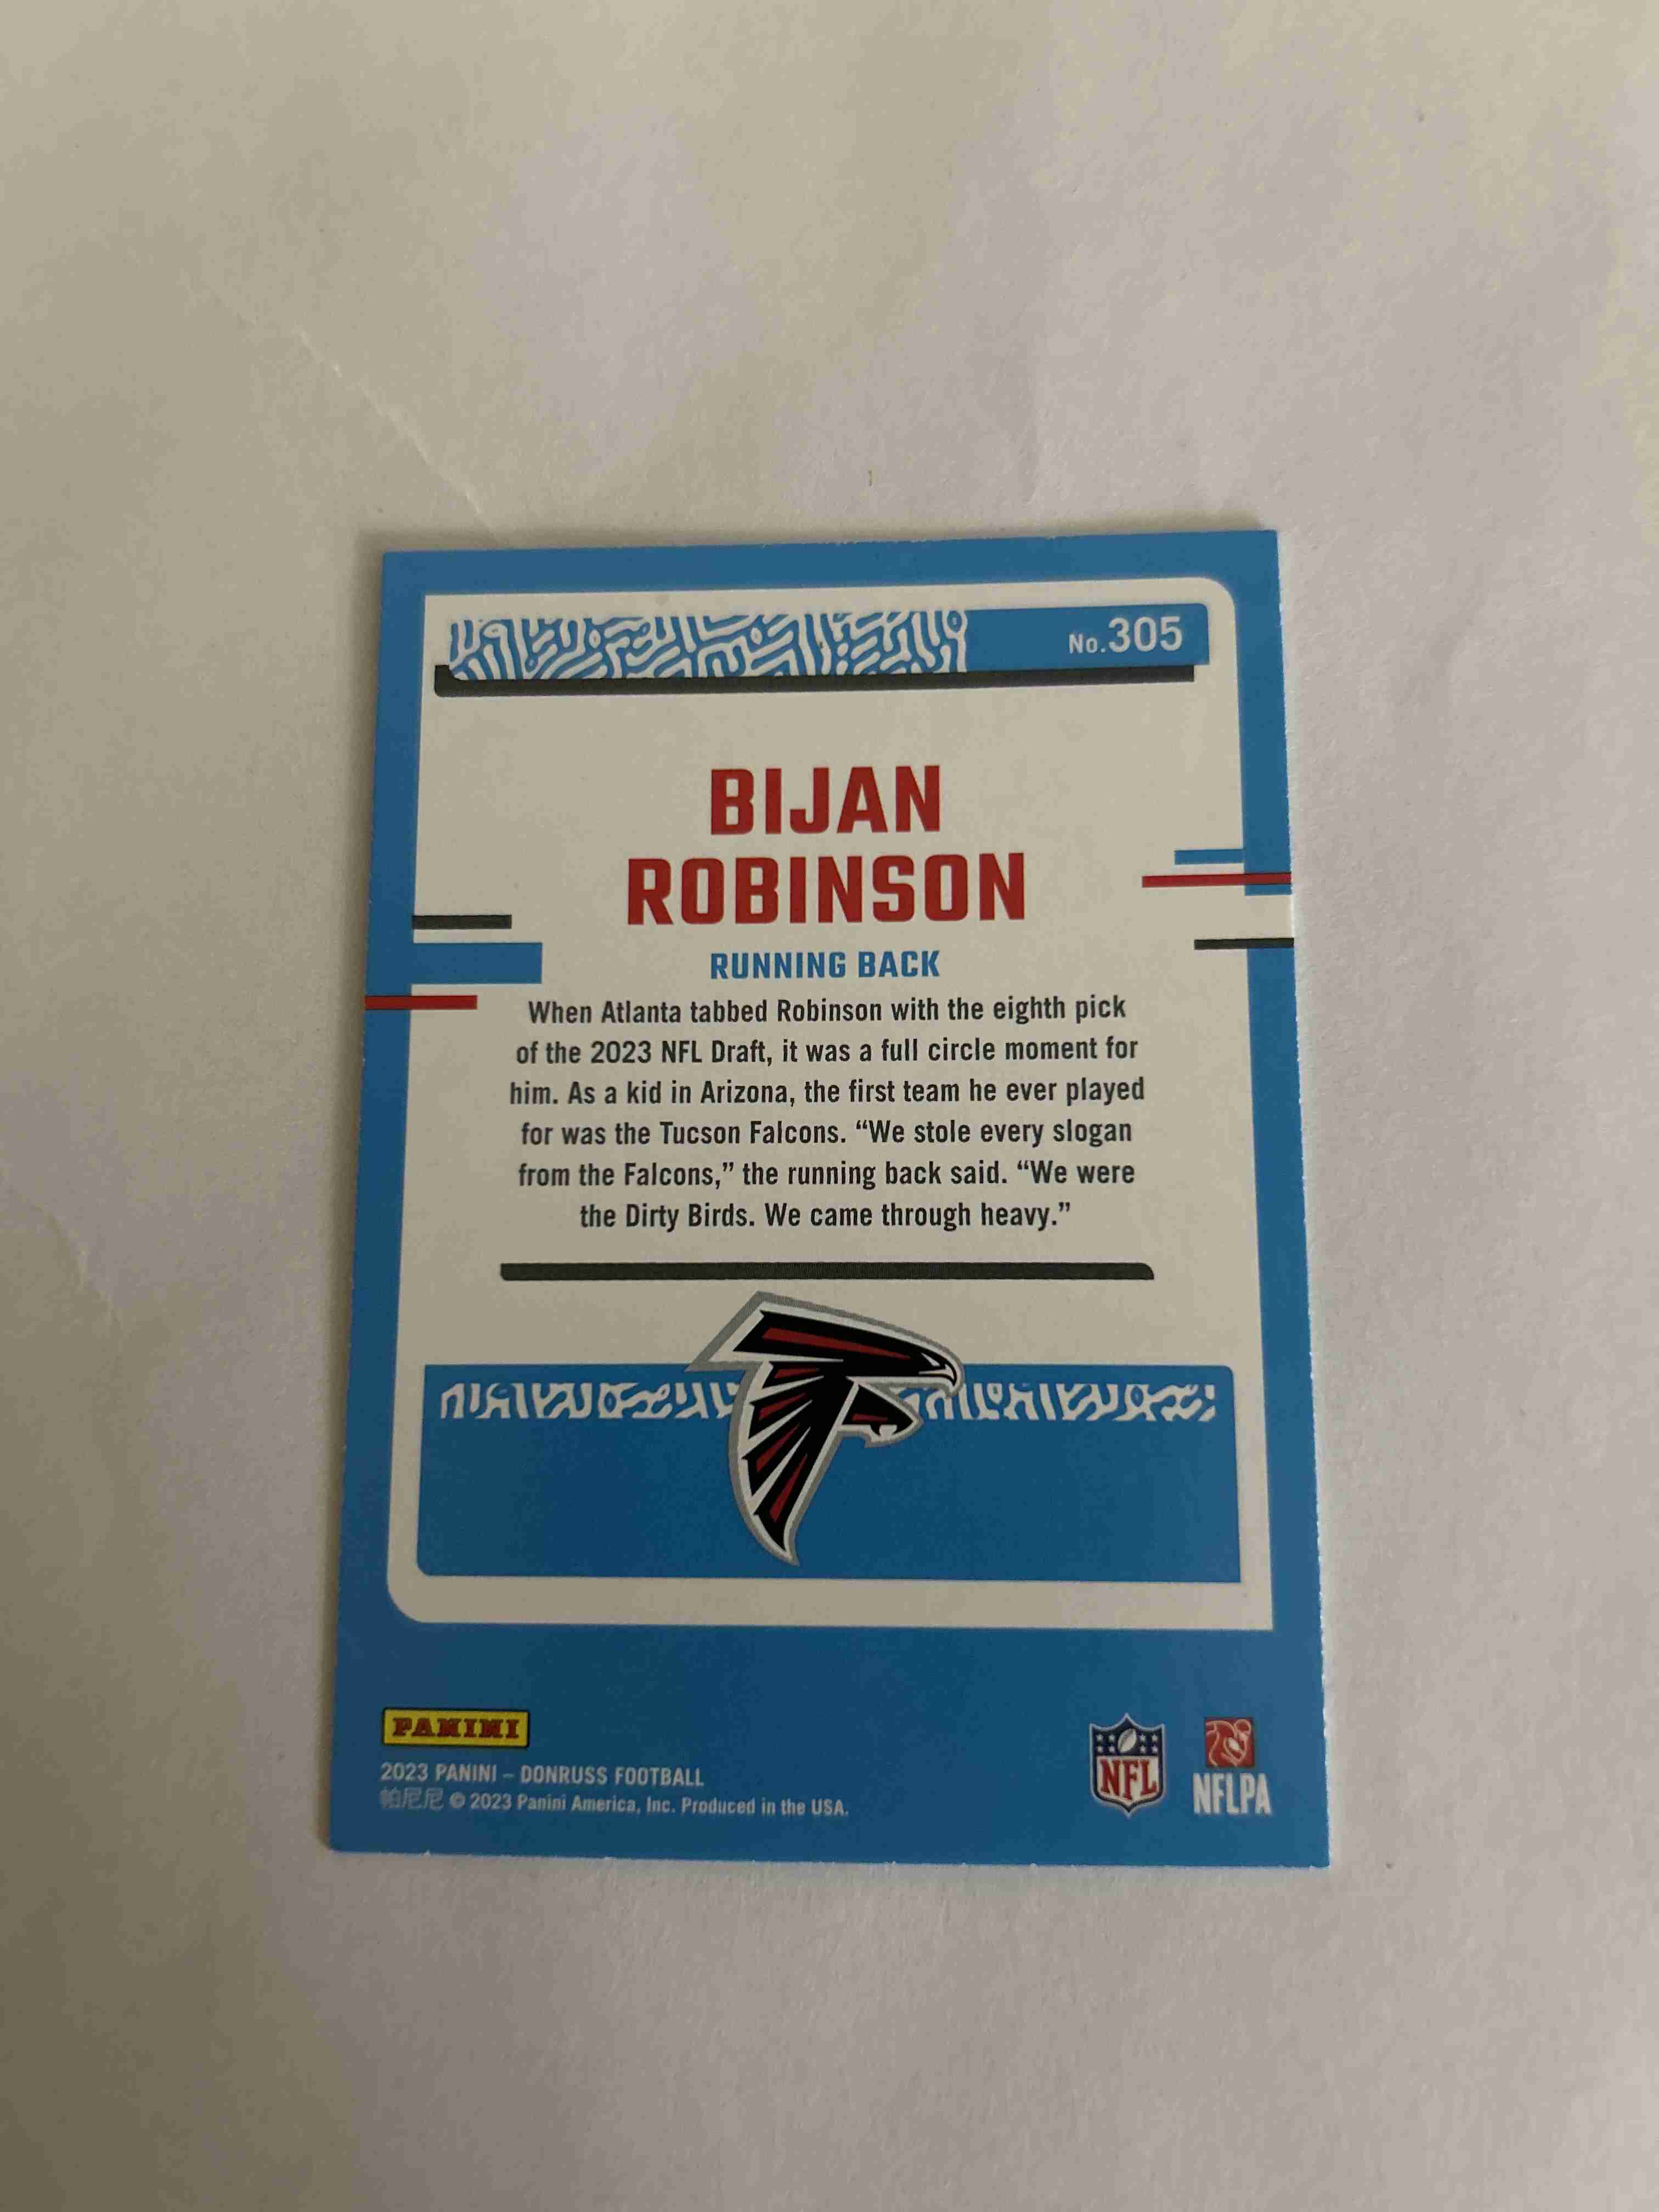 No.305
BIJAN
ROBINSON
RUNNING BACK
When Atlanta tabbed Robinson with the eighth pick
of the 2023 NFL Draft, it was a full circle moment for
him. As a kid in Arizona, the first team he ever played
for was the Tucson Falcons. “We stole every slogan
from the Falcons,” the running back said. “We were
the Dirty Birds. We came through heavy.”
PANINI
2023 PANINI – DONRUSS FOOTBALL
帕尼尼 © 2023 Panini America, Inc. Produced in the USA.
NFL
NFLPA